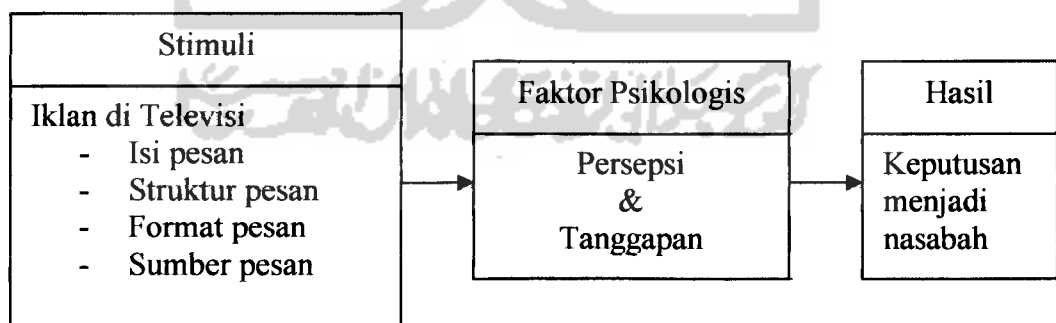 Stimuli
Iklan di Televisi
- Isi pesan
- Struktur pesan
- Format pesan
- Sumber pesan
Faktor Psikologis
Persepsi
&
Tanggapan
Hasil
Keputusan
menjadi
nasabah